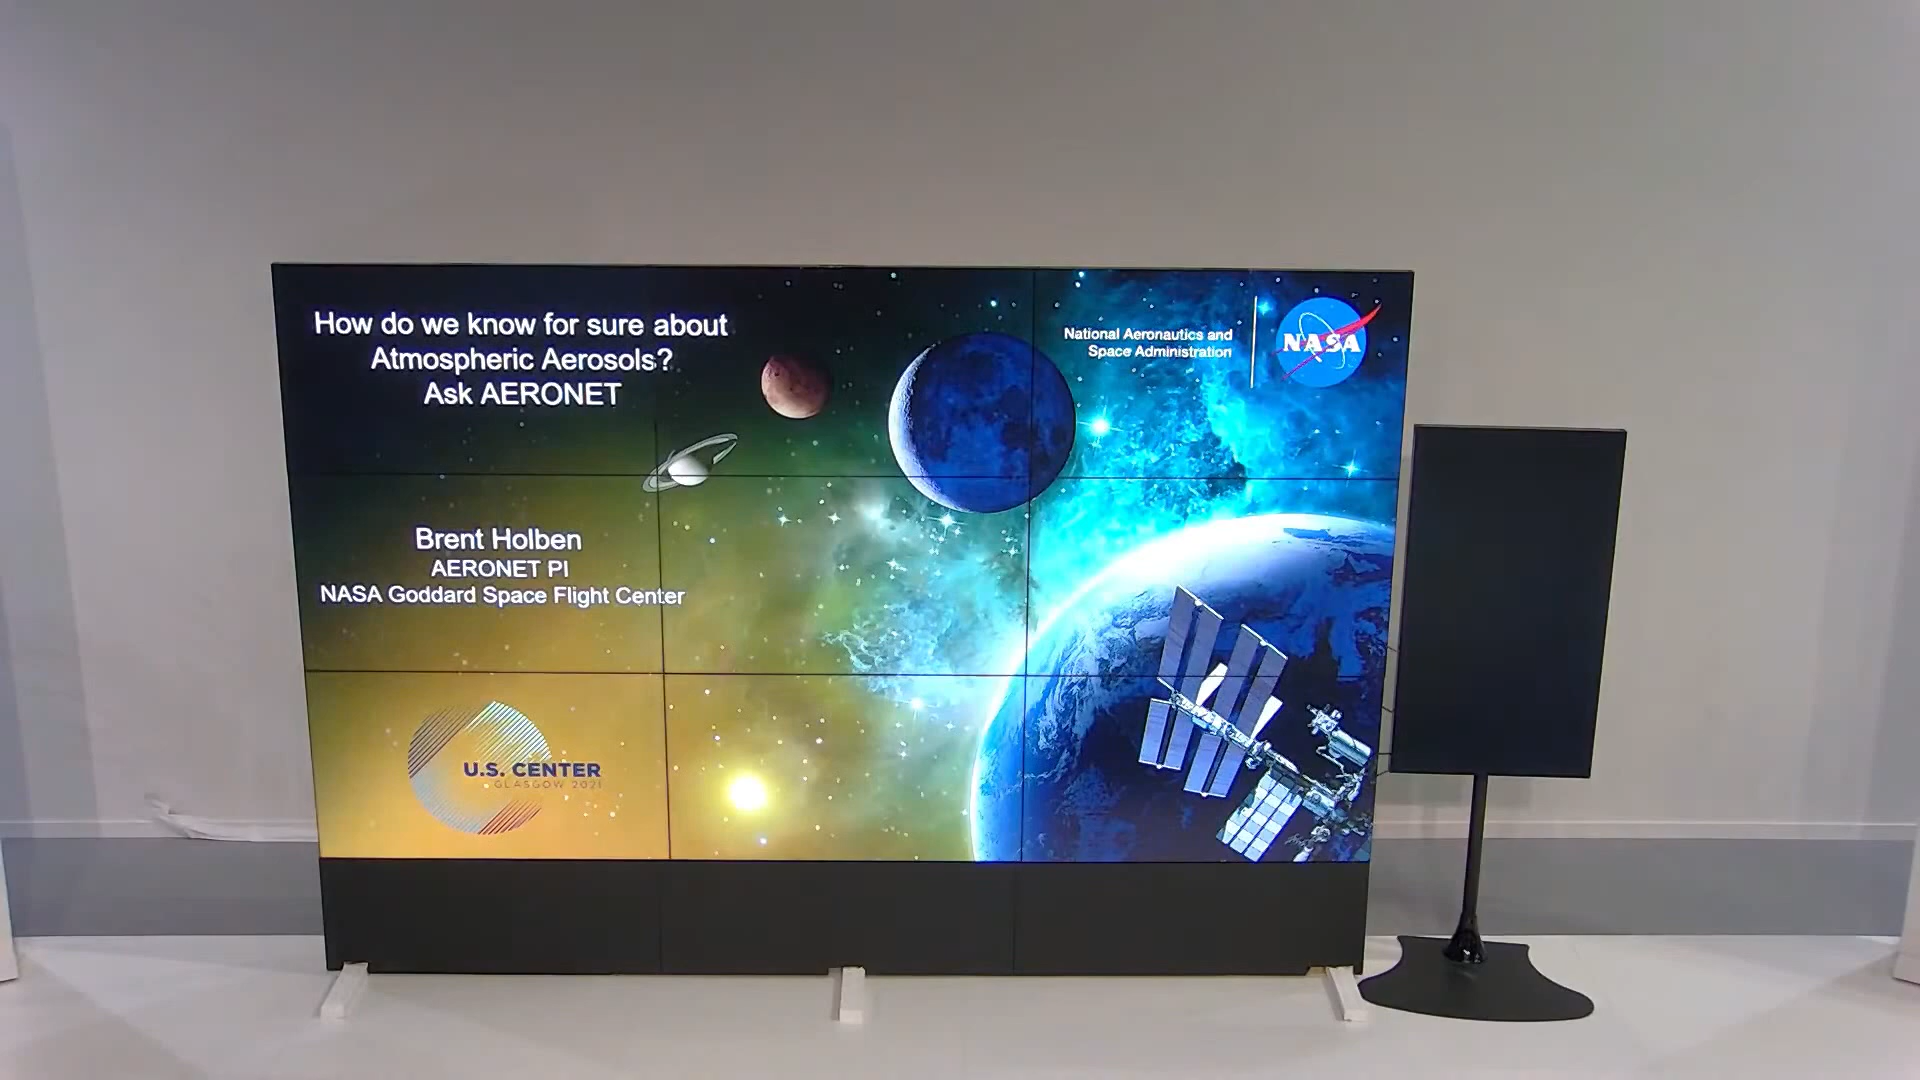 How do we know for sure about
Atmospheric Aerosols?
Ask AERONET
National Aeronautics and
Space Administration
NASA
Brent Holben
AERONET PI
NASA Goddard Space Flight Center
U.S. CENTER
GLASGOW 2021